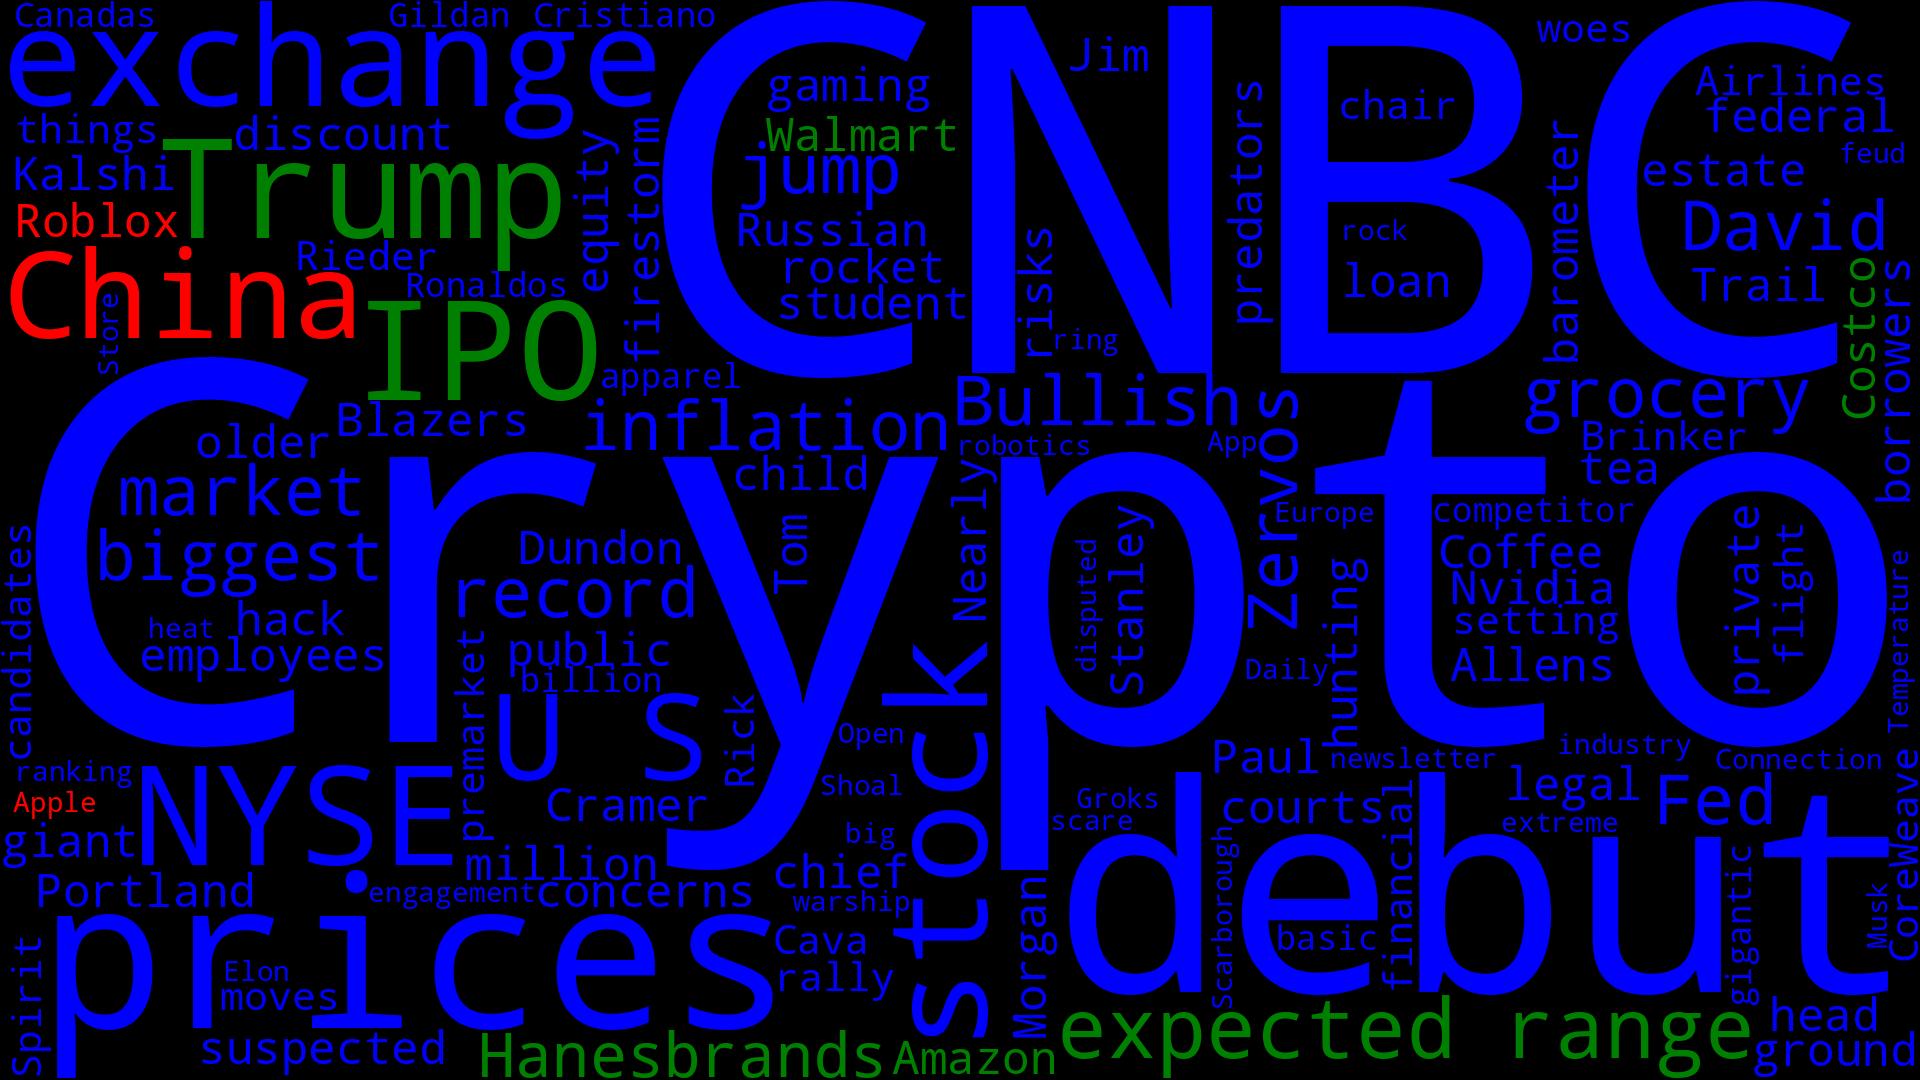 Canadas
Gildan
Cristiano
exchange
CNBC
Jim
woes
gaming
chair
Airlines
federal
things
discount
Walmart
feud
Trump
Kalshi
jump
equity
firestorm
predators
barometer
estate
Roblox
Russian
rock
David
China
Rieder
Ronaldos
rocket
student
risks
loan
Trail
Costco
borrowers
Store
IPO
ring
apparel
Crypto
Blazers
older
inflation
Bullish
grocery
robotics
App
Zervos
Brinker
tea
child
market
biggest
Dundon
record
Tom
Nearly
Europe
competitor
Coffee
Nvidia
setting
Allens
private
flight
Temperature
candidates
heat
hack
employees
public
billion
disputed
Stanley
Daily
hunting
premarket
U S
Rick
Open
stock
Paul
newsletter
industry
Connection
ranking
Apple
NYSE
Shoal
Groks
scare
courts
legal
Fed
extreme
giant
Cramer
big
million
chief
debut
financial
Coreweave
Portland
engagement
concerns
warship
Morgan
Scarborough
basic
gigantic
Musk
prices
Cava
rally
Spirit
Elon
moves
suspected
Hanesbrands
Amazon
expected range
head
ground